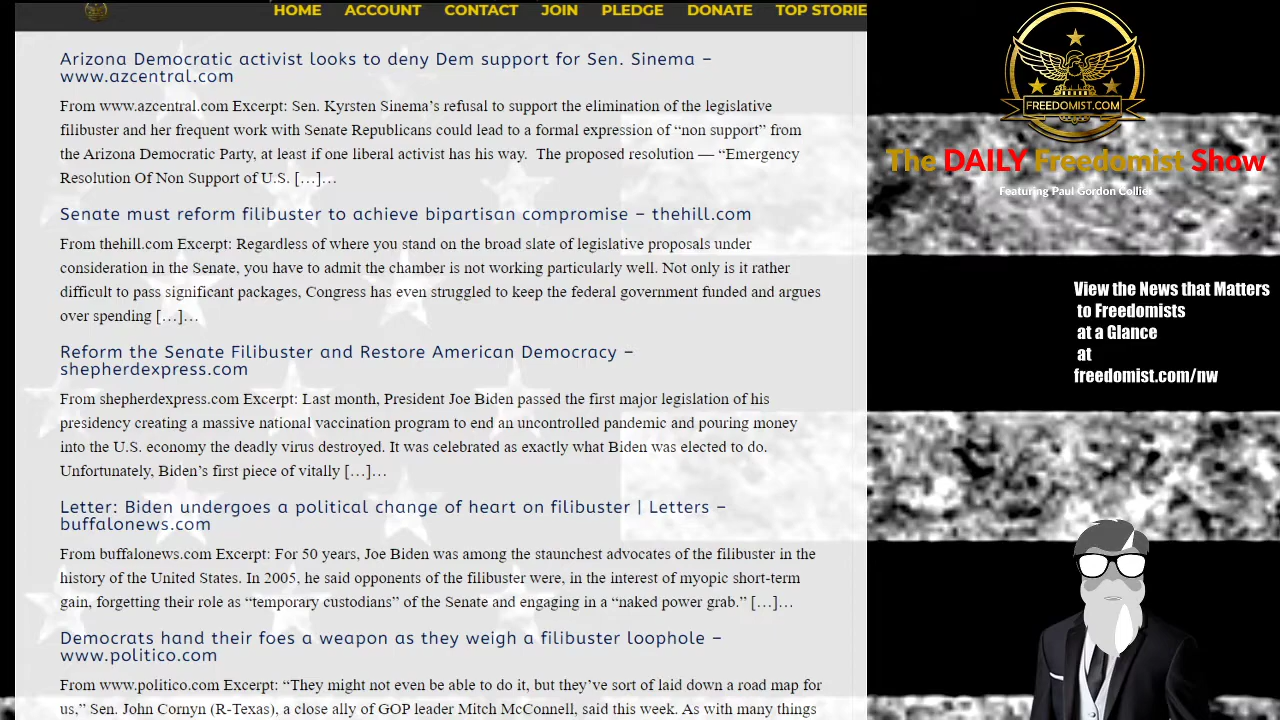 HOME ACCOUNT CONTACT JOIN PLEDGE DONATE TOP STORIE
Arizona Democratic activist looks to deny Dem support for Sen. Sinema –
www.azcentral.com
From www.azcentral.com Excerpt: Sen. Kyrsten Sinema’s refusal to support the elimination of the legislative
filibuster and her frequent work with Senate Republicans could lead to a formal expression of “non support” from
the Arizona Democratic Party, at least if one liberal activist has his way.  The proposed resolution — “Emergency
Resolution Of Non Support of U.S. […]…
Senate must reform filibuster to achieve bipartisan compromise – thehill.com
From thehill.com Excerpt: Regardless of where you stand on the broad slate of legislative proposals under
consideration in the Senate, you have to admit the chamber is not working particularly well. Not only is it rather
difficult to pass significant packages, Congress has even struggled to keep the federal government funded and argues
over spending […]…
Reform the Senate Filibuster and Restore American Democracy –
shepherdexpress.com
From shepherdexpress.com Excerpt: Last month, President Joe Biden passed the first major legislation of his
presidency creating a massive national vaccination program to end an uncontrolled pandemic and pouring money
into the U.S. economy the deadly virus destroyed. It was celebrated as exactly what Biden was elected to do.
Unfortunately, Biden’s first piece of vitally […]…
Letter: Biden undergoes a political change of heart on filibuster | Letters –
buffalonews.com
From buffalonews.com Excerpt: For 50 years, Joe Biden was among the staunchest advocates of the filibuster in the
history of the United States. In 2005, he said opponents of the filibuster were, in the interest of myopic short-term
gain, forgetting their role as “temporary custodians” of the Senate and engaging in a “naked power grab.” […]…
Democrats hand their foes a weapon as they weigh a filibuster loophole –
www.politico.com
From www.politico.com Excerpt: “They might not even be able to do it, but they’ve sort of laid down a road map for
us,” Sen. John Cornyn (R-Texas), a close ally of GOP leader Mitch McConnell, said this week. As with many things
FREEDOMIST.COM
The DAILY Freedomist Show
Featuring Paul Gordon Collier
View the News that Matters
to Freedomists
at a Glance
at
freedomist.com/nw